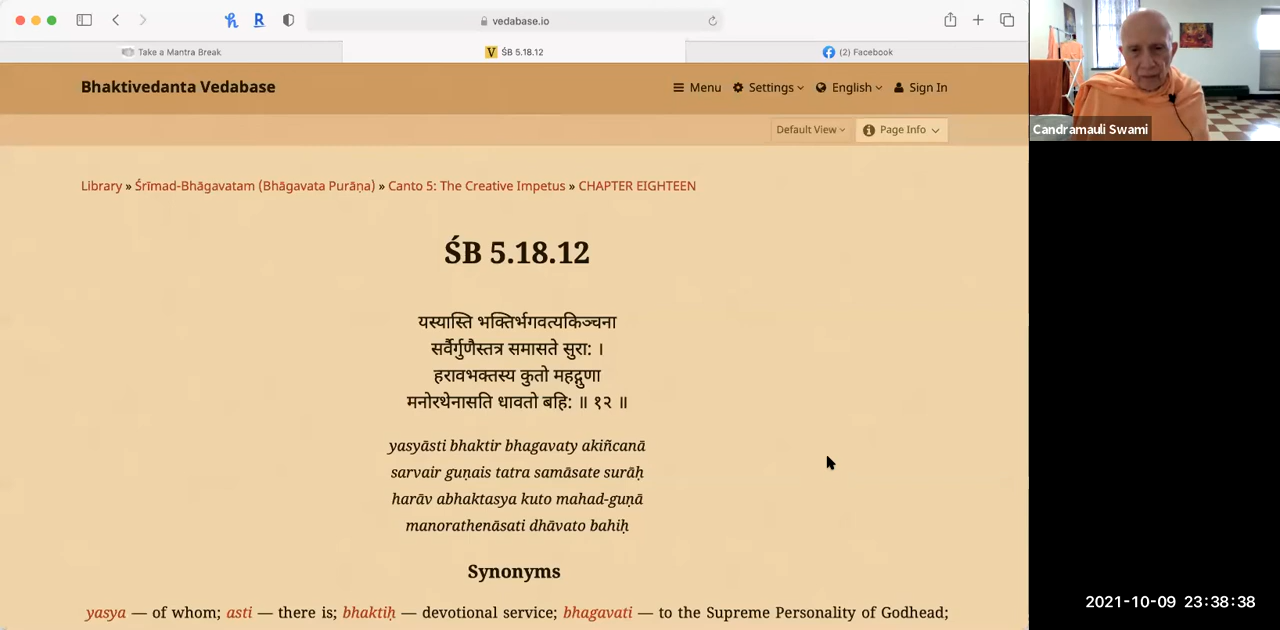 vedabase.io
Take a Mantra Break
ŚB 5.18.12
(2) Facebook
Bhaktivedanta Vedabase
Menu
Settings
English
Sign In
Default View
Page Info
Library » Śrīmad-Bhāgavatam (Bhāgavata Purāṇa) » Canto 5: The Creative Impetus » CHAPTER EIGHTEEN
ŚB 5.18.12
यस्यास्ति भक्तिर्भगवत्यकिञ्चना
सर्वैर्गुणैस्तत्र समासते सुरा: ।
हरावभक्तस्य कुतो महद्गुणा
मनोरथेनासति धावतो बहि: ॥ १२ ॥
yasyāsti bhaktir bhagavaty akiñcanā
sarvair guṇais tatra samāsate surāḥ
harāv abhaktasya kuto mahad-guṇā
manorathenāsati dhāvato bahiḥ
Synonyms
yasya — of whom; asti — there is; bhaktiḥ — devotional service; bhagavati — to the Supreme Personality of Godhead;
Candramauli Swami
2021-10-09 23:38:38